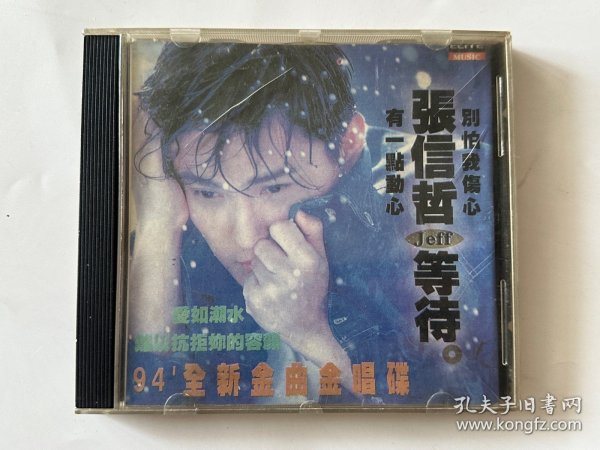 ELITE
MUSIC
別怕我傷心
張信哲
Jeff
等待。
有一點動心
愛如潮水
難以抗拒妳的容顏
94'全新金曲金唱碟
孔夫子旧书网
www.kongfz.com